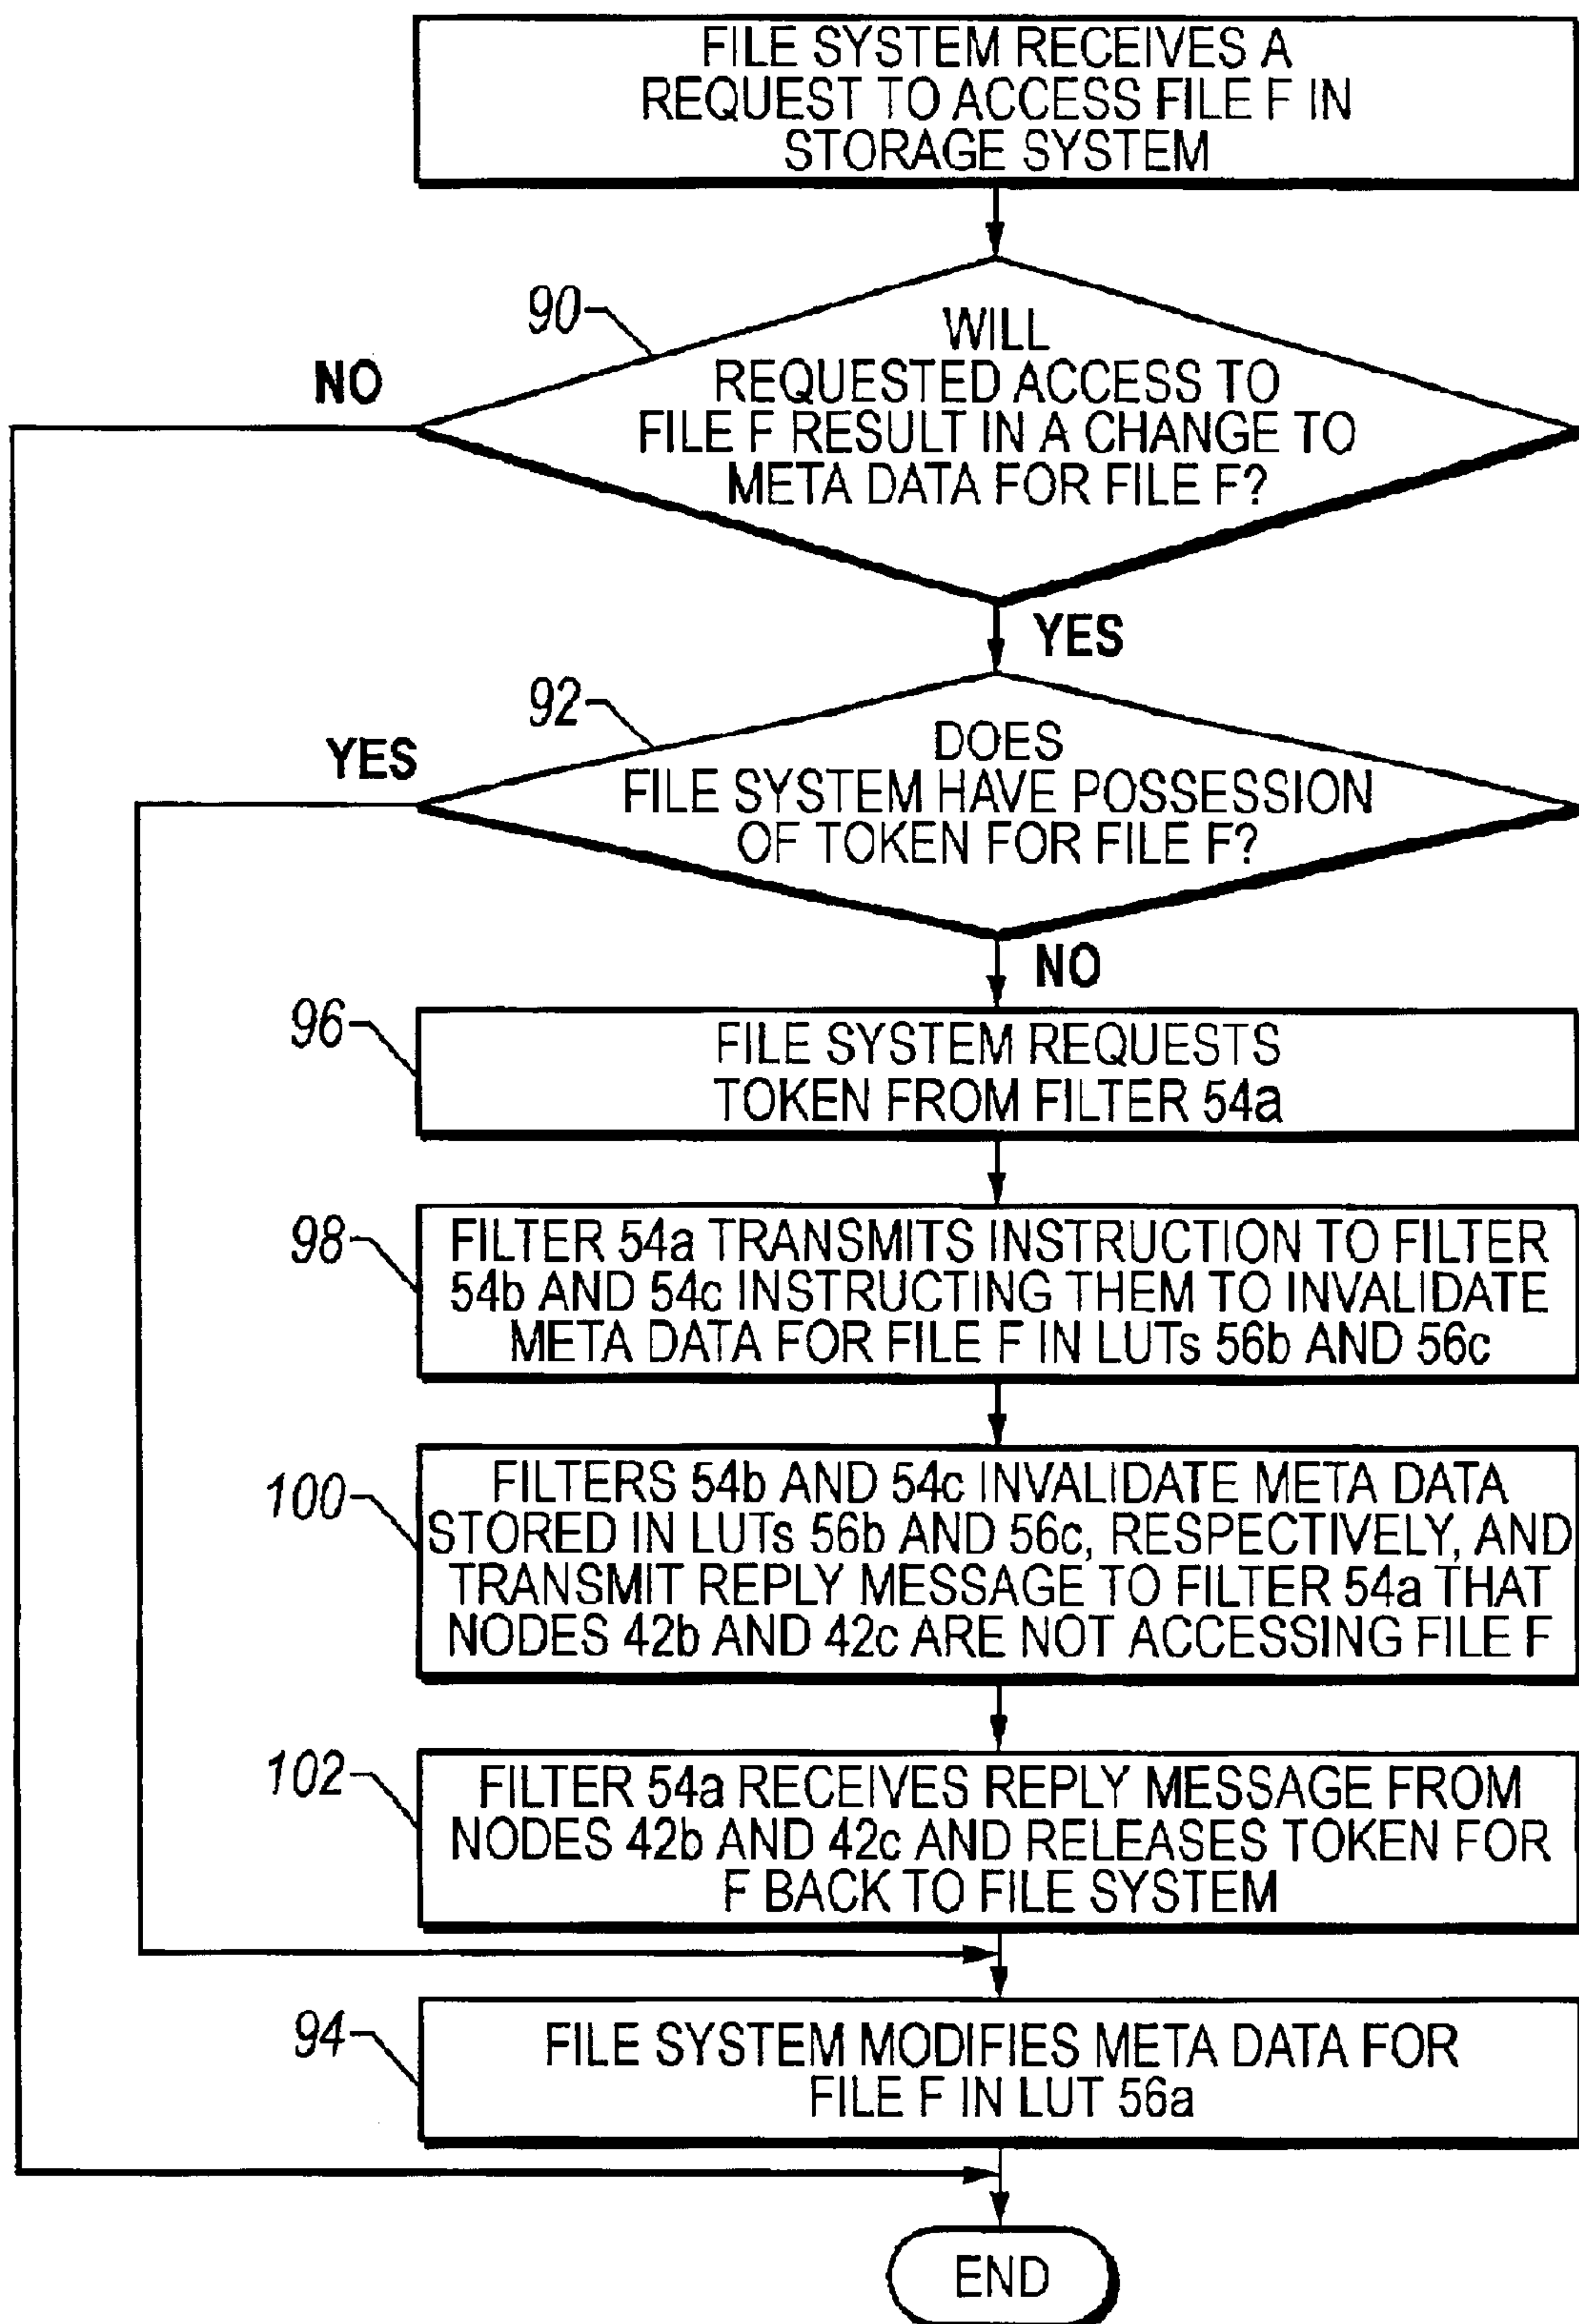 FILE SYSTEM RECEIVES A
REQUEST TO ACCESS FILE F IN
STORAGE SYSTEM
90
NO
WILL
REQUESTED ACCESS TO
FILE F RESULT IN A CHANGE TO
META DATA FOR FILE F?
YES
92
YES
DOES
FILE SYSTEM HAVE POSSESSION
OF TOKEN FOR FILE F?
NO
96
FILE SYSTEM REQUESTS
TOKEN FROM FILTER 54a
98
FILTER 54a TRANSMITS INSTRUCTION TO FILTER
54b AND 54c INSTRUCTING THEM TO INVALIDATE
META DATA FOR FILE F IN LUTs 56b AND 56c
100
FILTERS 54b AND 54c INVALIDATE META DATA
STORED IN LUTs 56b AND 56c, RESPECTIVELY, AND
TRANSMIT REPLY MESSAGE TO FILTER 54a THAT
NODES 42b AND 42c ARE NOT ACCESSING FILE F
102
FILTER 54a RECEIVES REPLY MESSAGE FROM
NODES 42b AND 42c AND RELEASES TOKEN FOR
F BACK TO FILE SYSTEM
94
FILE SYSTEM MODIFIES META DATA FOR
FILE F IN LUT 56a
END